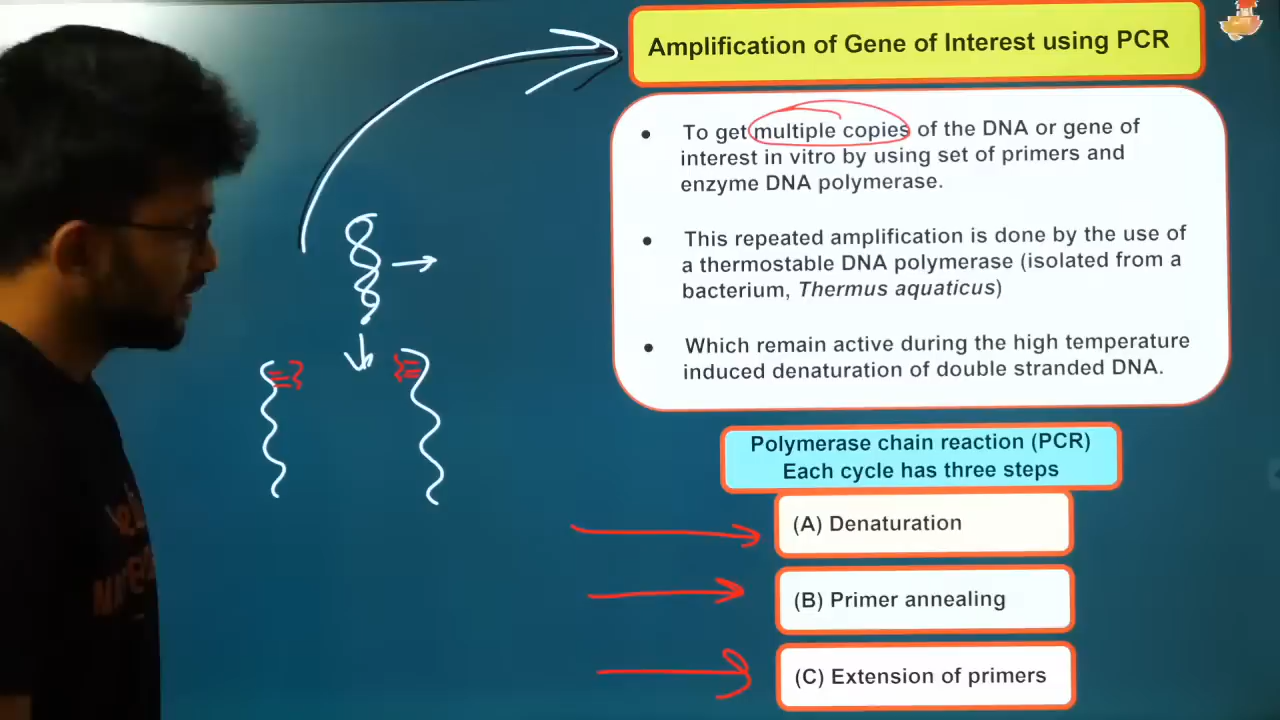 Amplification of Gene of Interest using PCR
• To get multiple copies of the DNA or gene of
interest in vitro by using set of primers and
enzyme DNA polymerase.
• This repeated amplification is done by the use of
a thermostable DNA polymerase (isolated from a
bacterium, Thermus aquaticus)
• Which remain active during the high temperature
induced denaturation of double stranded DNA.
Polymerase chain reaction (PCR)
Each cycle has three steps
(A) Denaturation
(B) Primer annealing
(C) Extension of primers